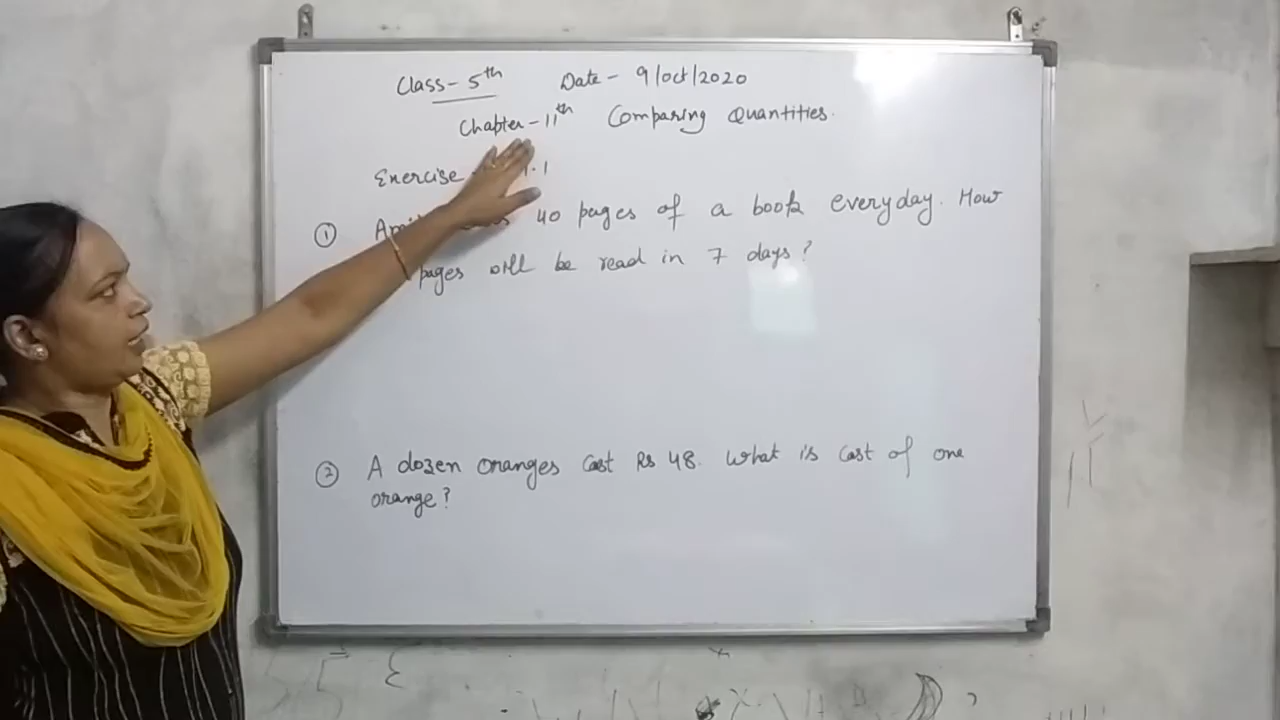 Class - 5th Date - 9/Oct/2020
Chapter - 11th Comparing Quantities.
Exercise .1
① 40 pages of a book everyday. How
pages will be read in 7 days?
② A dozen oranges cost Rs 48. What is cost of one
orange?